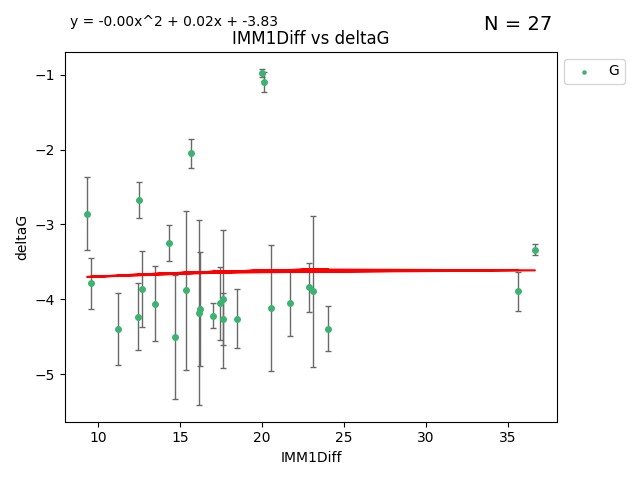 y = -0.00x^2 + 0.02x + -3.83
N = 27
IMM1Diff vs deltaG
G
−1
−2
−3
−4
−5
deltaG
10 15 20 25 30 35
IMM1Diff